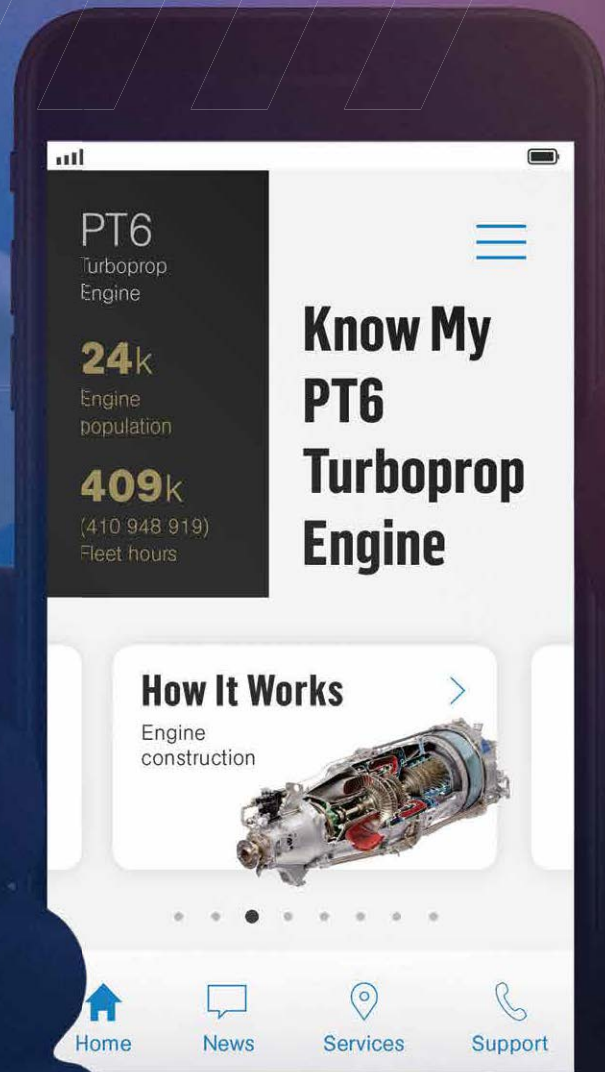 PT6
Turboprop
Engine
24k
Engine
population
409k
(410 948 919)
Fleet hours
Know My
PT6
Turboprop
Engine
How It Works
Engine
construction
Home
News
Services
Support